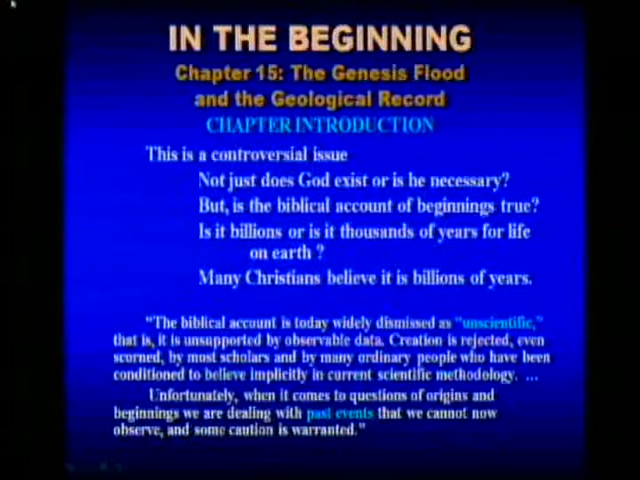 IN THE BEGINNING
Chapter 15: The Genesis Flood
and the Geological Record
CHAPTER INTRODUCTION
This is a controversial issue
Not just does God exist or is he necessary?
But, is the biblical account of beginnings true?
Is it billions or is it thousands of years for life
on earth ?
Many Christians believe it is billions of years.
"The biblical account is today widely dismissed as "unscientific,"
that is, it is unsupported by observable data. Creation is rejected, even
scorned, by most scholars and by many ordinary people who have been
conditioned to believe implicitly in current scientific methodology. ...
Unfortunately, when it comes to questions of origins and
beginnings we are dealing with past events that we cannot now
observe, and some caution is warranted."